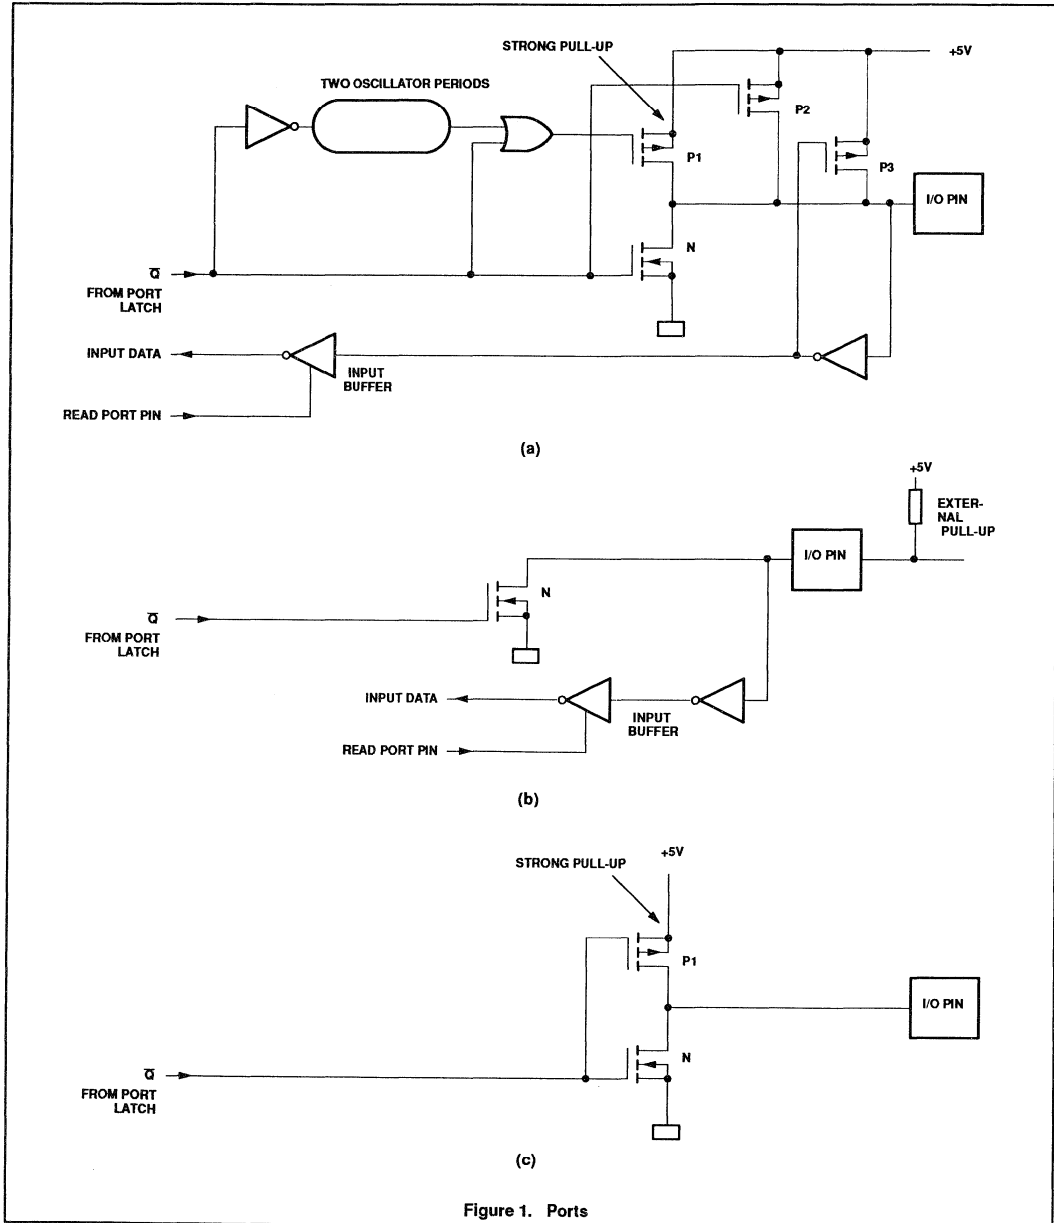 STRONG PULL-UP
+5V
TWO OSCILLATOR PERIODS
P2
P1
P3
I/O PIN
N
Q̅
FROM PORT
LATCH
INPUT DATA
INPUT
BUFFER
READ PORT PIN
(a)
+5V
EXTER-
NAL
PULL-UP
I/O PIN
N
Q̅
FROM PORT
LATCH
INPUT DATA
INPUT
BUFFER
READ PORT PIN
(b)
+5V
STRONG PULL-UP
P1
I/O PIN
N
Q̅
FROM PORT
LATCH
(c)
Figure 1. Ports